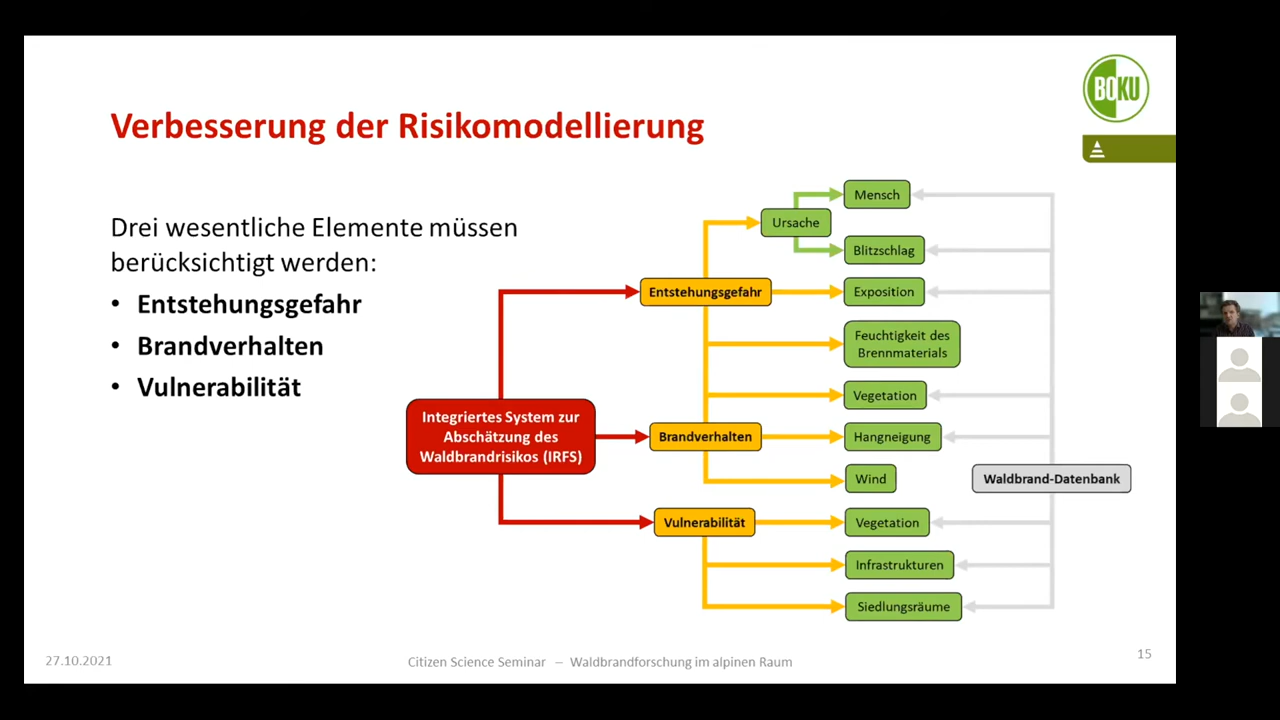 BOKU
Verbesserung der Risikomodellierung
Drei wesentliche Elemente müssen
berücksichtigt werden:
• Entstehungsgefahr
• Brandverhalten
• Vulnerabilität
Integriertes System zur
Abschätzung des
Waldbrandrisikos (IRFS)
Entstehungsgefahr
Brandverhalten
Vulnerabilität
Ursache
Mensch
Blitzschlag
Exposition
Feuchtigkeit des
Brennmaterials
Vegetation
Hangneigung
Wind
Vegetation
Infrastrukturen
Siedlungsräume
Waldbrand-Datenbank
27.10.2021
Citizen Science Seminar – Waldbrandforschung im alpinen Raum
15